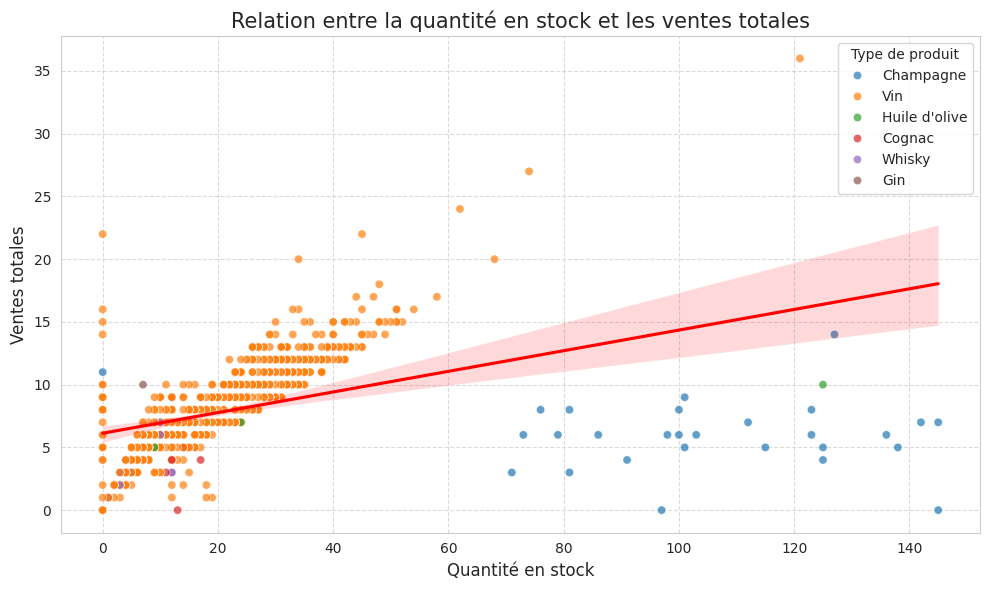 Relation entre la quantité en stock et les ventes totales
Type de produit
Champagne
Vin
Huile d'olive
Cognac
Whisky
Gin
Ventes totales
35
30
25
20
15
10
5
0
0 20 40 60 80 100 120 140
Quantité en stock